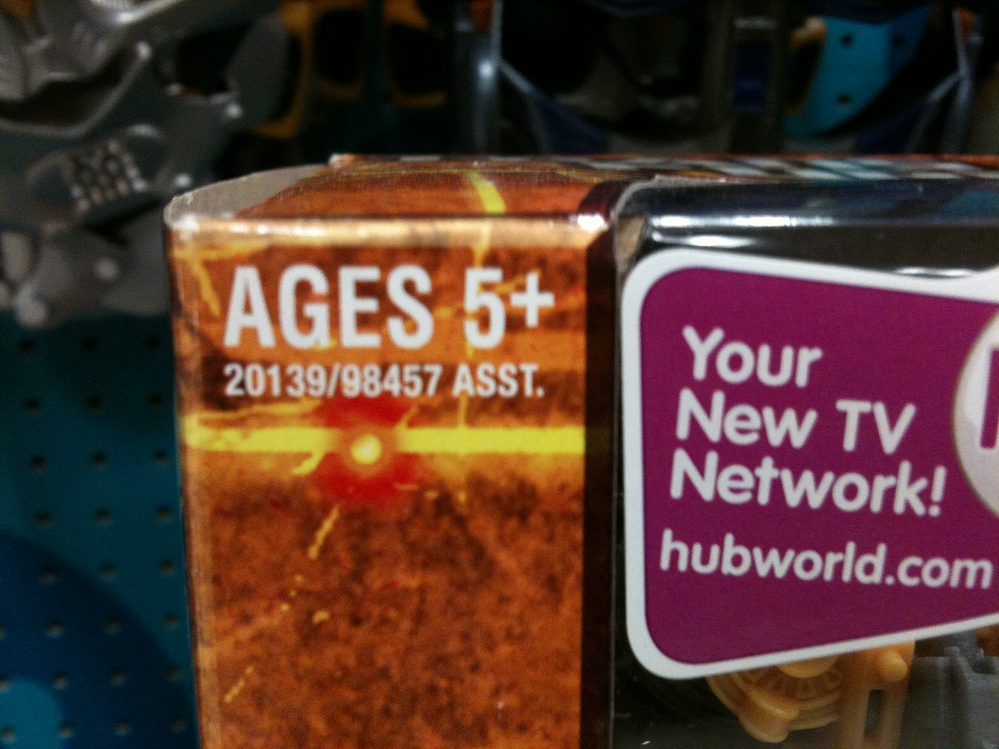 AGES 5+
20139/98457 ASST.
Your
New TV
Network!
hubworld.com